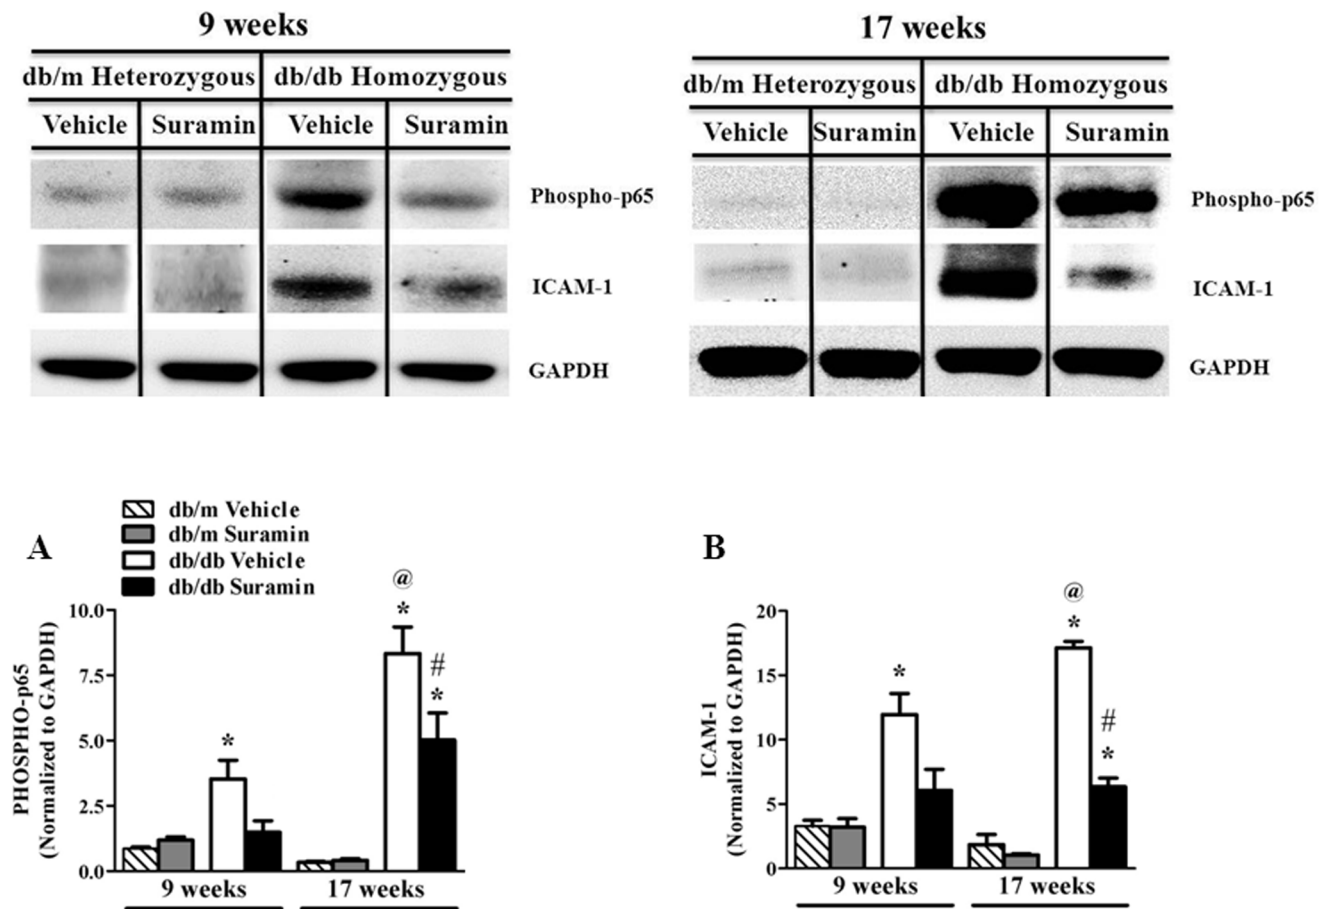 9 weeks
db/m Heterozygous db/db Homozygous
Vehicle Suramin Vehicle Suramin
Phospho-p65
ICAM-1
GAPDH
17 weeks
db/m Heterozygous db/db Homozygous
Vehicle Suramin Vehicle Suramin
Phospho-p65
ICAM-1
GAPDH
A
db/m Vehicle
db/m Suramin
db/db Vehicle
db/db Suramin
PHOSPHO-p65
(Normalized to GAPDH)
10.0
7.5
5.0
2.5
0.0
*
@
*
#
*
9 weeks 17 weeks
B
ICAM-1
(Normalized to GAPDH)
20
15
10
5
0
*
@
*
#
*
9 weeks 17 weeks